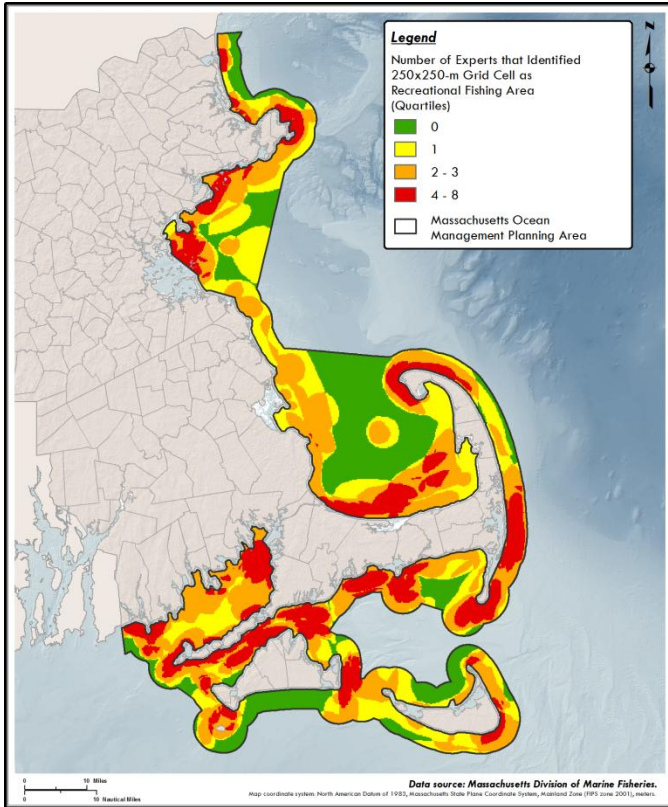 Legend
Number of Experts that Identified
250x250-m Grid Cell as
Recreational Fishing Area
(Quartiles)
0
1
2 - 3
4 - 8
Massachusetts Ocean
Management Planning Area
N
0 10 Miles
0 10 Nautical Miles
Data source: Massachusetts Division of Marine Fisheries.
Map coordinate system: North American Datum of 1983, Massachusetts State Plane Coordinate System, Mainland Zone (FIPS zone 2001), meters.